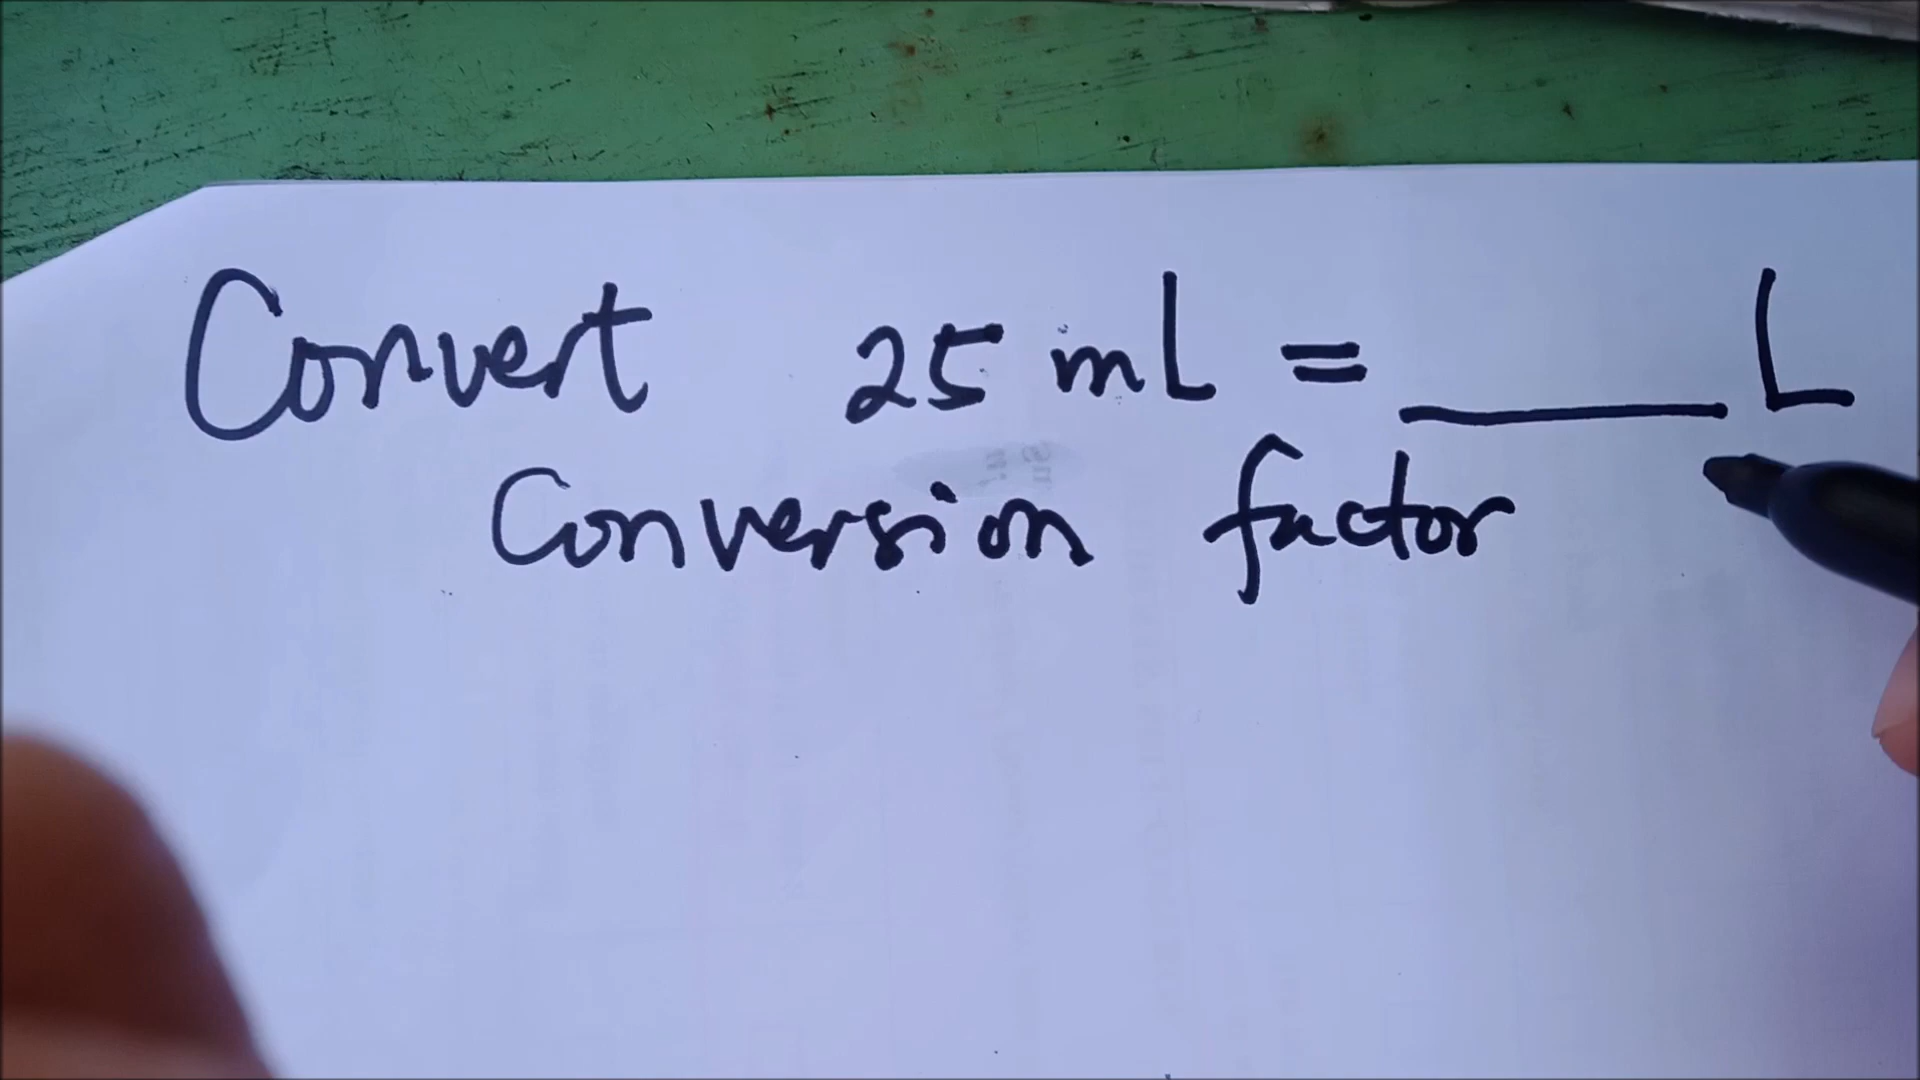 Convert 25 mL = ______ L
Conversion factor